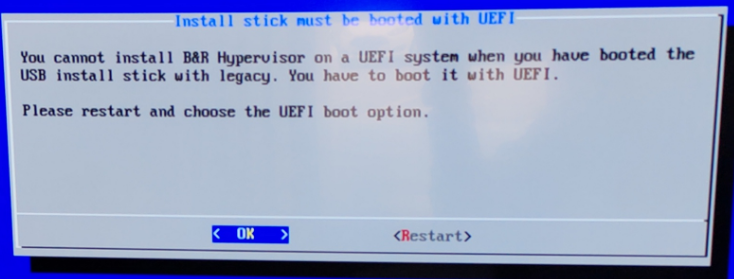 Install stick must be booted with UEFI
You cannot install B&R Hypervisor on a UEFI system when you have booted the
USB install stick with legacy. You have to boot it with UEFI.
Please restart and choose the UEFI boot option.
< OK > <Restart>